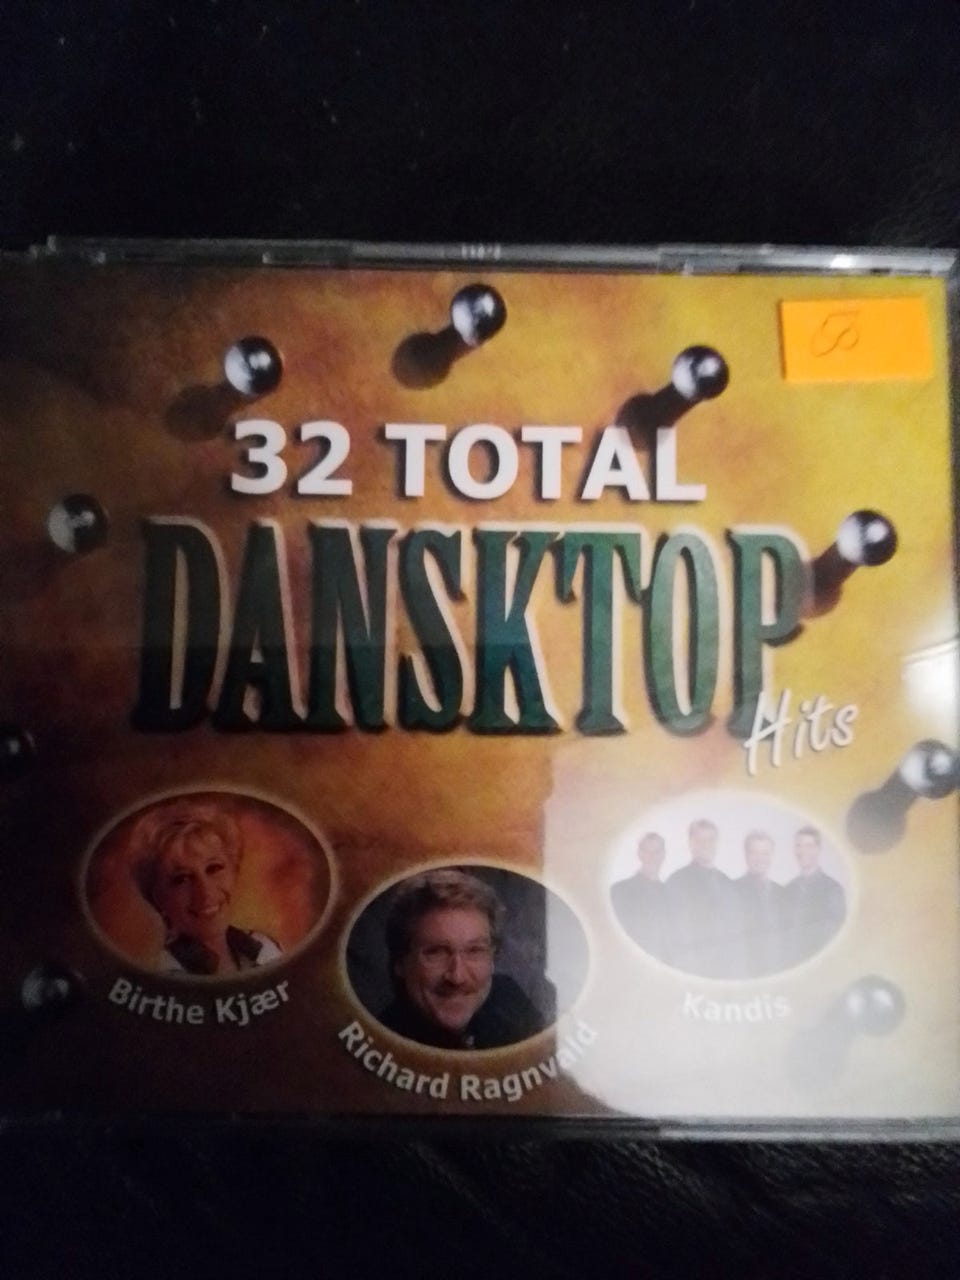 32 TOTAL
DANSKTOP
Hits
Birthe Kjær
Richard Ragnvald
Kandis